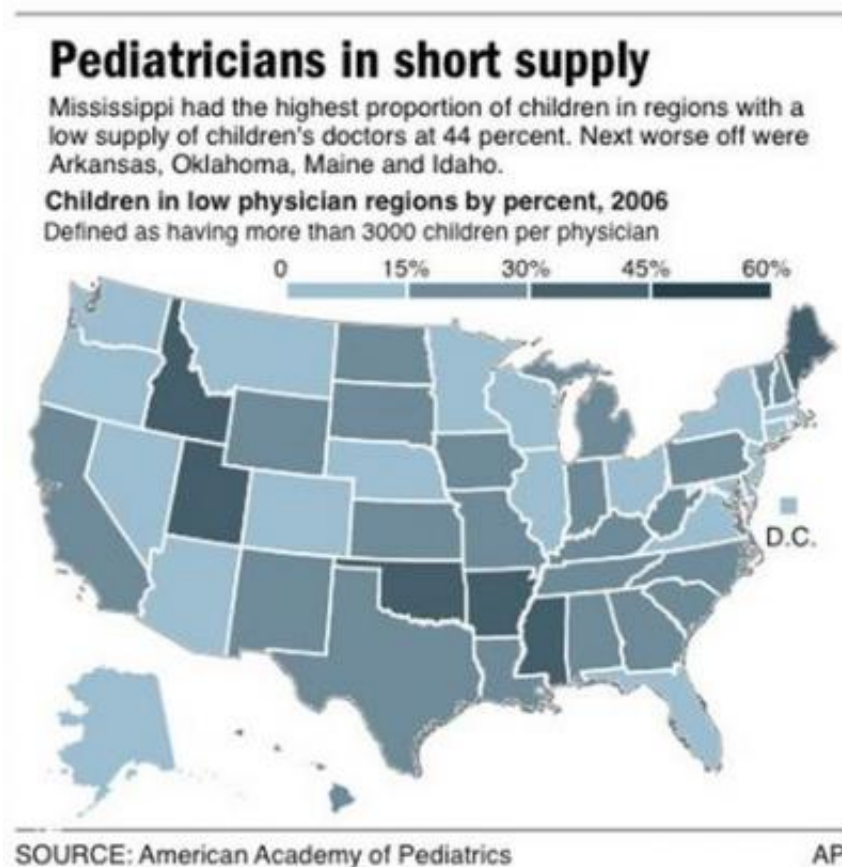 Pediatricians in short supply
Mississippi had the highest proportion of children in regions with a
low supply of children's doctors at 44 percent. Next worse off were
Arkansas, Oklahoma, Maine and Idaho.
Children in low physician regions by percent, 2006
Defined as having more than 3000 children per physician
0 15% 30% 45% 60%
D.C.
SOURCE: American Academy of Pediatrics AP